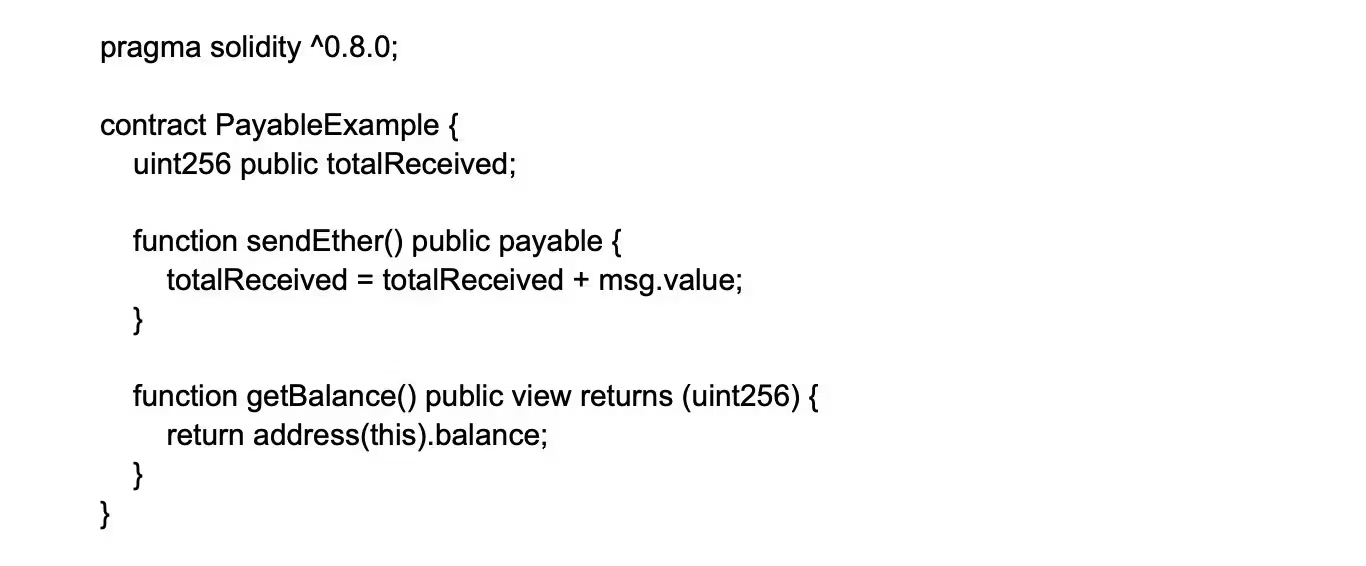 pragma solidity ^0.8.0;
contract PayableExample {
uint256 public totalReceived;
function sendEther() public payable {
totalReceived = totalReceived + msg.value;
}
function getBalance() public view returns (uint256) {
return address(this).balance;
}
}